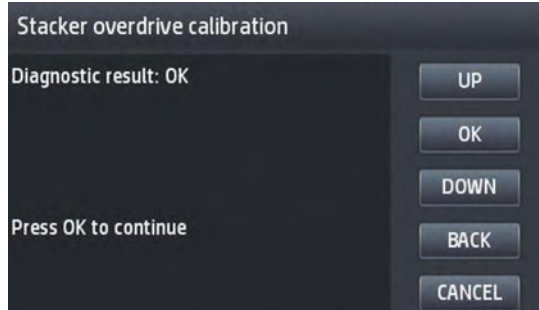 Stacker overdrive calibration
Diagnostic result: OK
UP
OK
DOWN
Press OK to continue
BACK
CANCEL